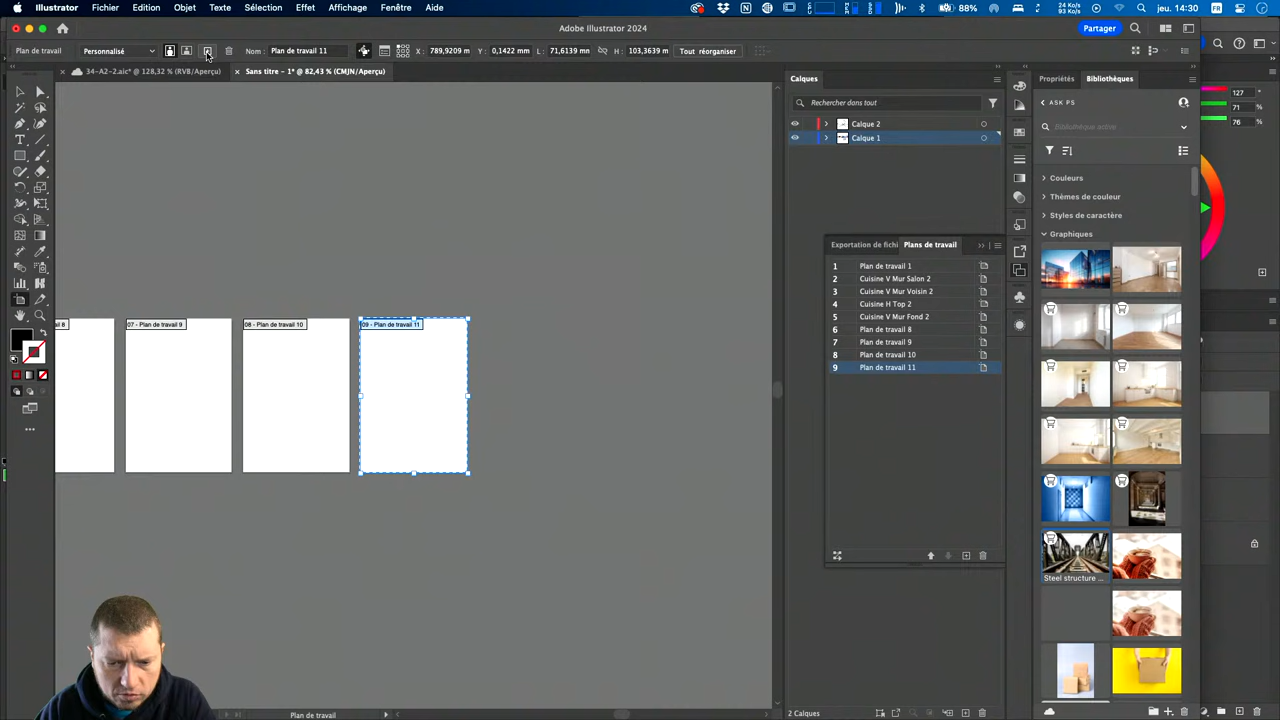 Illustrator Fichier Edition Objet Texte Sélection Effet Affichage Fenêtre Aide
88% jeu. à 14:30
Adobe Illustrator 2024
Partager
Plan de travail Personnalisé Nom : Plan de travail 11 X : 789,9209 m Y : 0,1422 mm L : 71,6139 mm H : 103,3639 m Tout réorganiser
34-A2-2.aic* @ 128,32 % (RVB/Aperçu)
Sans titre - 1* @ 82,43 % (CMJN/Aperçu)
Calques
Rechercher dans tout
Calque 2
Calque 1
Propriétés Bibliothèques
ASK PS
Bibliothèque active
Couleurs
Thèmes de couleur
Styles de caractère
Graphiques
Steel structure ...
127 °
71 %
76 %
Exportation de fichi Plans de travail
1 Plan de travail 1
2 Cuisine V Mur Salon 2
3 Cuisine V Mur Voisin 2
4 Cuisine H Top 2
5 Cuisine V Mur Fond 2
6 Plan de travail 8
7 Plan de travail 9
8 Plan de travail 10
9 Plan de travail 11
ail 8
07 - Plan de travail 9
08 - Plan de travail 10
09 - Plan de travail 11
Plan de travail
2 Calques